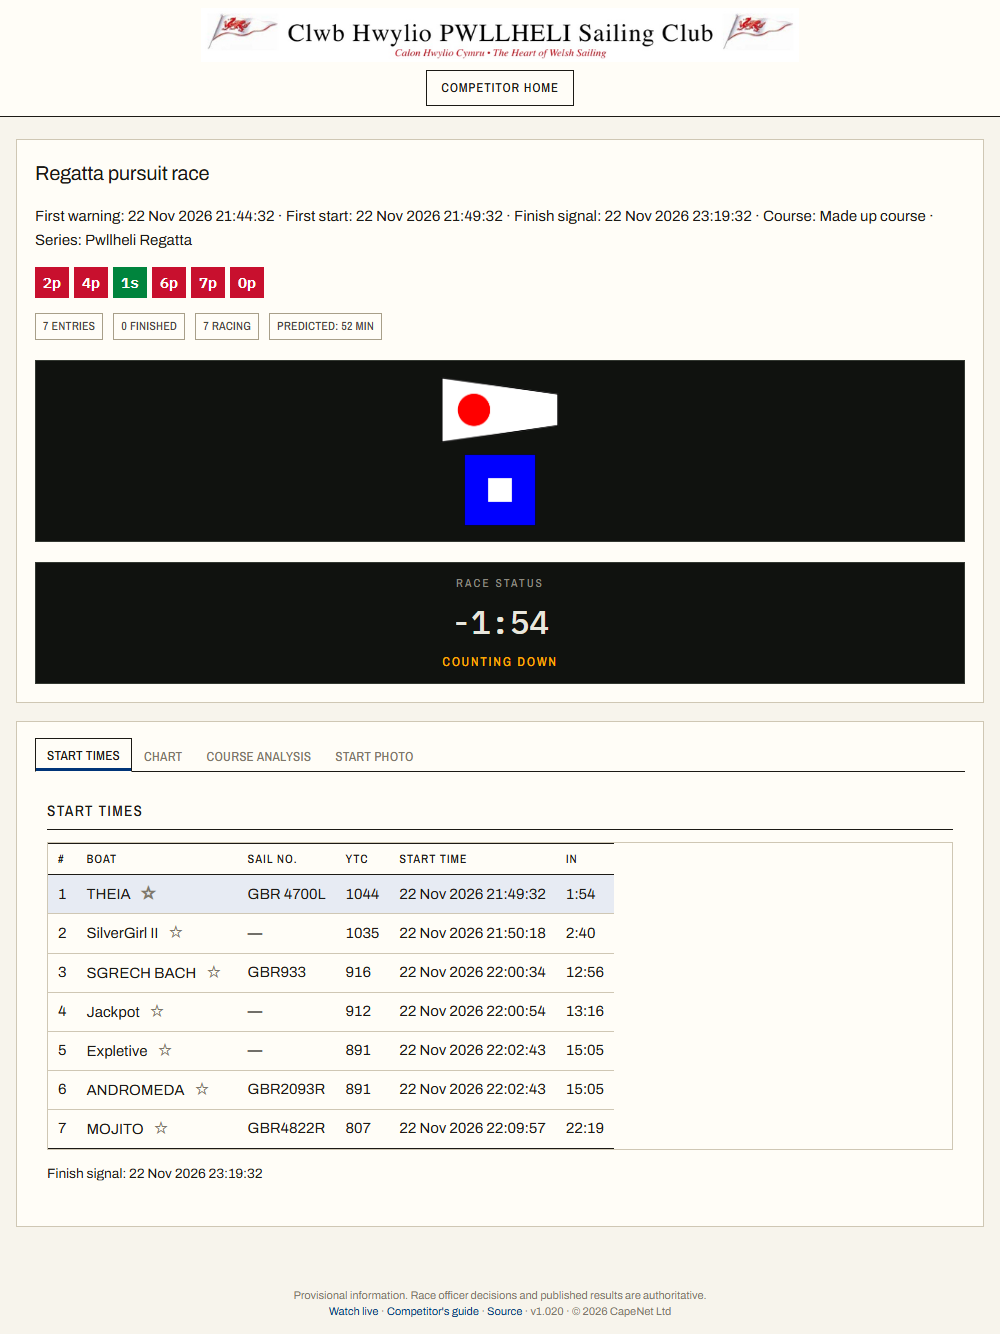 Clwb Hwylio PWLLHELI Sailing Club
Calon Hwylio Cymru • The Heart of Welsh Sailing
COMPETITOR HOME
Regatta pursuit race
First warning: 22 Nov 2026 21:44:32 · First start: 22 Nov 2026 21:49:32 · Finish signal: 22 Nov 2026 23:19:32 · Course: Made up course ·
Series: Pwllheli Regatta
2p 4p 1s 6p 7p 0p
7 ENTRIES 0 FINISHED 7 RACING PREDICTED: 52 MIN
RACE STATUS
-1:54
COUNTING DOWN
START TIMES CHART COURSE ANALYSIS START PHOTO
START TIMES
# BOAT SAIL NO. YTC START TIME IN
1 THEIA ☆ GBR 4700L 1044 22 Nov 2026 21:49:32 1:54
2 SilverGirl II ☆ — 1035 22 Nov 2026 21:50:18 2:40
3 SGRECH BACH ☆ GBR933 916 22 Nov 2026 22:00:34 12:56
4 Jackpot ☆ — 912 22 Nov 2026 22:00:54 13:16
5 Expletive ☆ — 891 22 Nov 2026 22:02:43 15:05
6 ANDROMEDA ☆ GBR2093R 891 22 Nov 2026 22:02:43 15:05
7 MOJITO ☆ GBR4822R 807 22 Nov 2026 22:09:57 22:19
Finish signal: 22 Nov 2026 23:19:32
Provisional information. Race officer decisions and published results are authoritative.
Watch live · Competitor's guide · Source · v1.020 · © 2026 CapeNet Ltd